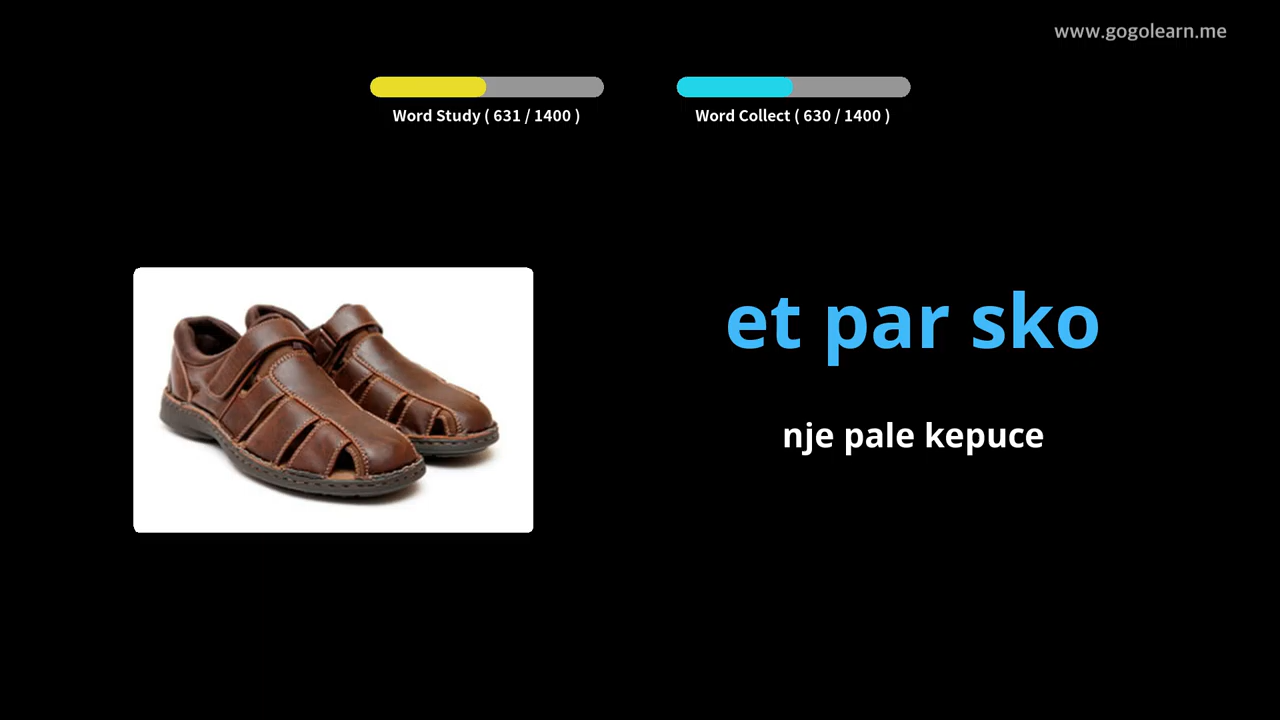 www.gogolearn.me
Word Study ( 631 / 1400 )
Word Collect ( 630 / 1400 )
et par sko
nje pale kepuce